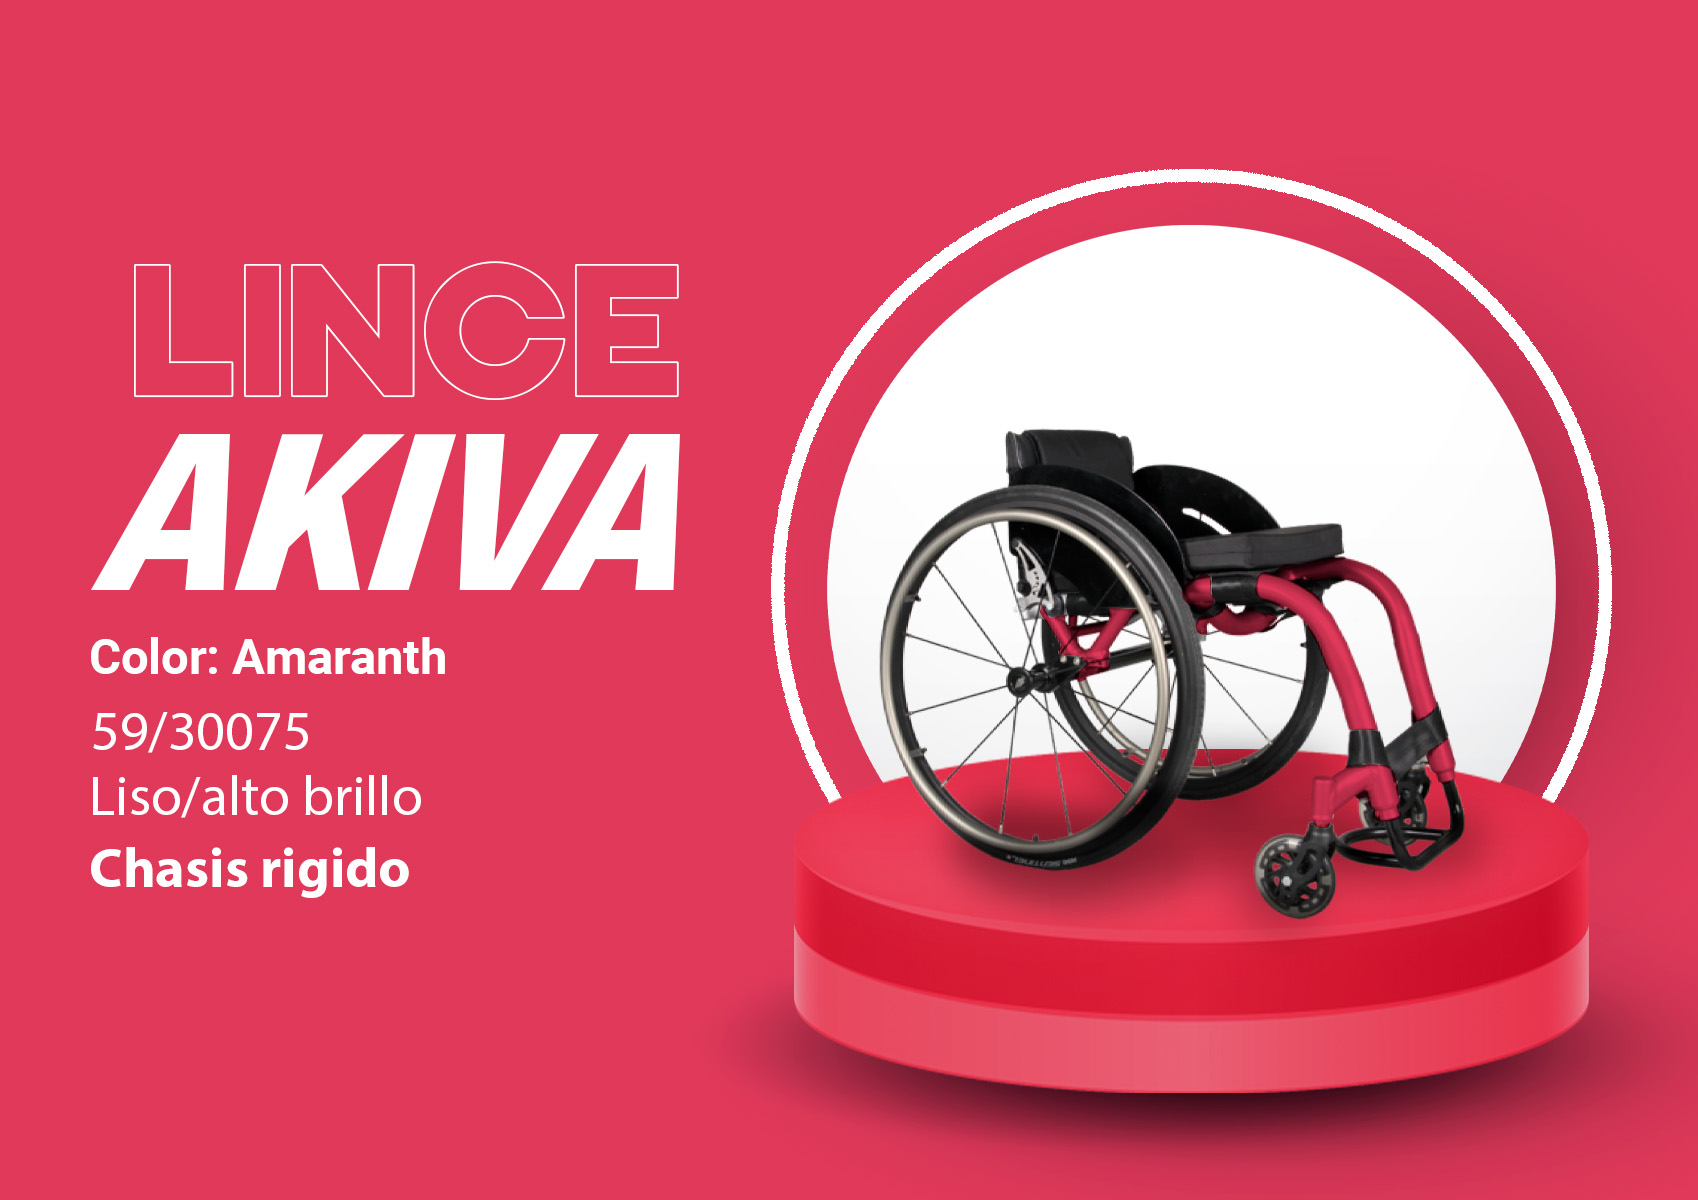 LINCE
AKIVA
Color: Amaranth
59/30075
Liso/alto brillo
Chasis rigido